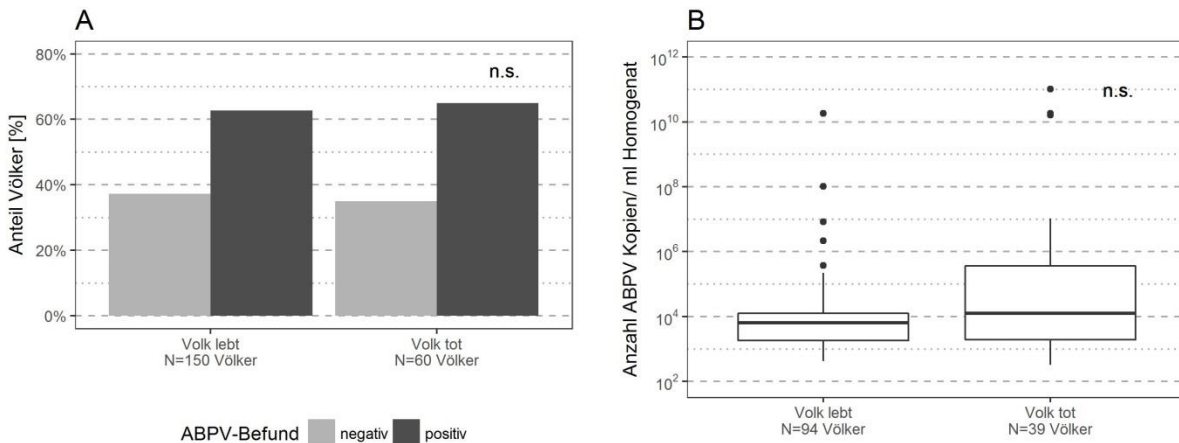 A
Anteil Völker [%]
80%
60%
40%
20%
0%
n.s.
Volk lebt
N=150 Völker
Volk tot
N=60 Völker
ABPV-Befund negativ positiv
B
Anzahl ABPV Kopien/ ml Homogenat
10¹²
10¹⁰
10⁸
10⁶
10⁴
10²
n.s.
Volk lebt
N=94 Völker
Volk tot
N=39 Völker